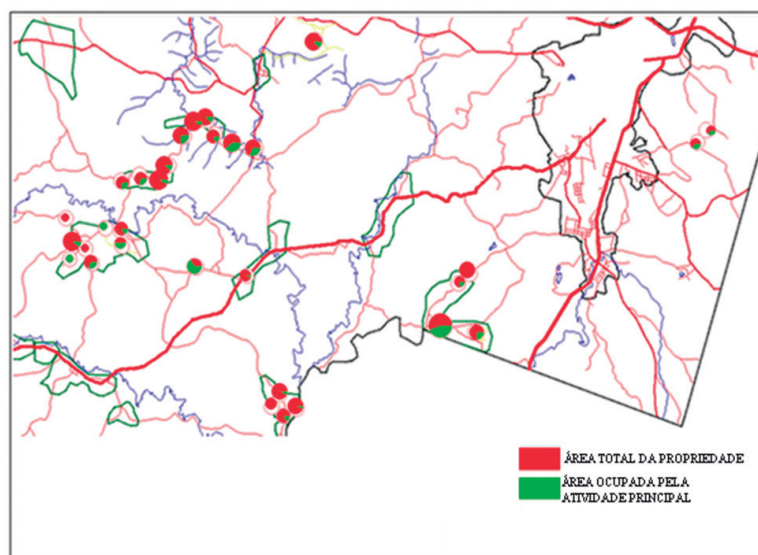 ÁREA TOTAL DA PROPRIEDADE
ÁREA OCUPADA PELA
ATIVIDADE PRINCIPAL